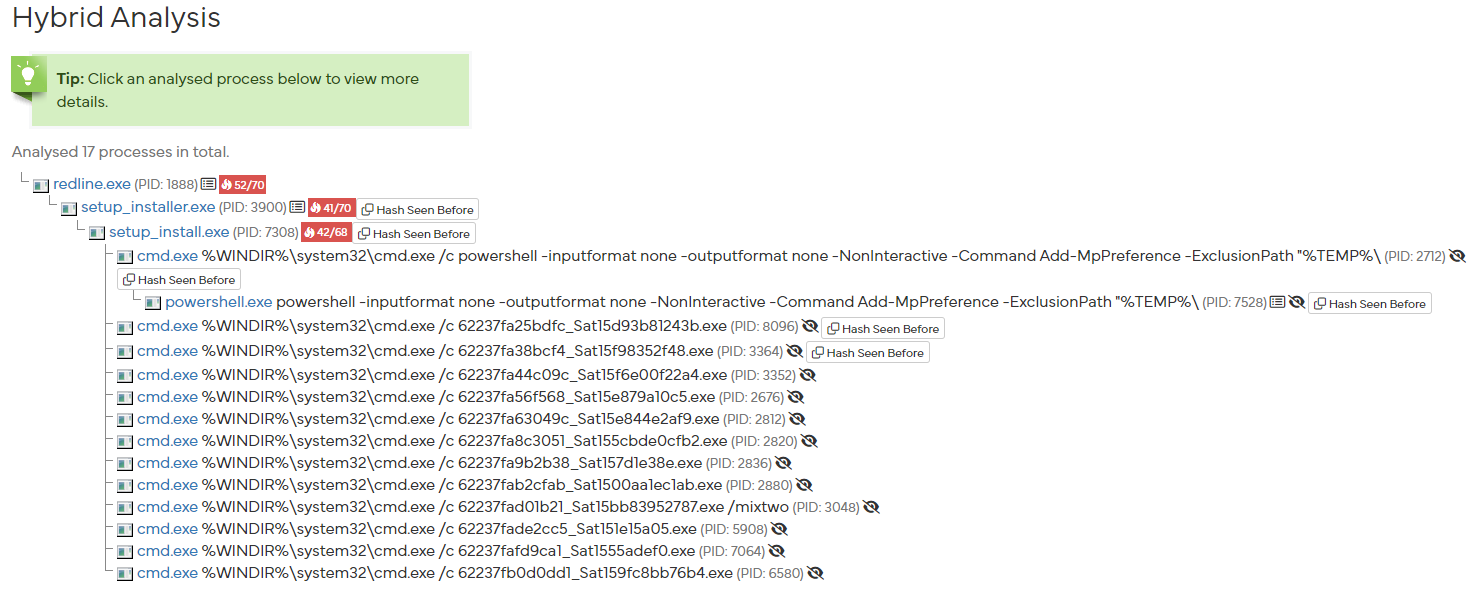 Hybrid Analysis
Tip: Click an analysed process below to view more
details.
Analysed 17 processes in total.
redline.exe (PID: 1888) 52/70
setup_installer.exe (PID: 3900) 41/70 Hash Seen Before
setup_install.exe (PID: 7308) 42/68 Hash Seen Before
cmd.exe %WINDIR%\system32\cmd.exe /c powershell -inputformat none -outputformat none -NonInteractive -Command Add-MpPreference -ExclusionPath "%TEMP%\ (PID: 2712)
Hash Seen Before
powershell.exe powershell -inputformat none -outputformat none -NonInteractive -Command Add-MpPreference -ExclusionPath "%TEMP%\ (PID: 7528) Hash Seen Before
cmd.exe %WINDIR%\system32\cmd.exe /c 62237fa25bdfc_Sat15d93b81243b.exe (PID: 8096) Hash Seen Before
cmd.exe %WINDIR%\system32\cmd.exe /c 62237fa38bcf4_Sat15f98352f48.exe (PID: 3364) Hash Seen Before
cmd.exe %WINDIR%\system32\cmd.exe /c 62237fa44c09c_Sat15f6e00f22a4.exe (PID: 3352)
cmd.exe %WINDIR%\system32\cmd.exe /c 62237fa56f568_Sat15e879a10c5.exe (PID: 2676)
cmd.exe %WINDIR%\system32\cmd.exe /c 62237fa63049c_Sat15e844e2af9.exe (PID: 2812)
cmd.exe %WINDIR%\system32\cmd.exe /c 62237fa8c3051_Sat155cbde0cfb2.exe (PID: 2820)
cmd.exe %WINDIR%\system32\cmd.exe /c 62237fa9b2b38_Sat157d1e38e.exe (PID: 2836)
cmd.exe %WINDIR%\system32\cmd.exe /c 62237fab2cfab_Sat1500aa1ec1ab.exe (PID: 2880)
cmd.exe %WINDIR%\system32\cmd.exe /c 62237fad01b21_Sat15bb83952787.exe /mixtwo (PID: 3048)
cmd.exe %WINDIR%\system32\cmd.exe /c 62237fade2cc5_Sat151e15a05.exe (PID: 5908)
cmd.exe %WINDIR%\system32\cmd.exe /c 62237fafd9ca1_Sat1555adef0.exe (PID: 7064)
cmd.exe %WINDIR%\system32\cmd.exe /c 62237fb0d0dd1_Sat159fc8bb76b4.exe (PID: 6580)